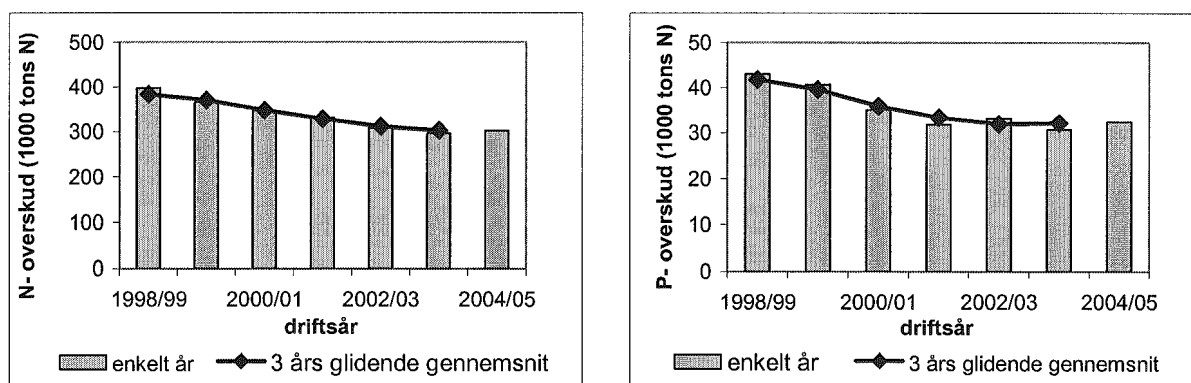 N- overskud (1000 tons N)
500
400
300
200
100
0
1998/99 2000/01 2002/03 2004/05
driftsår
enkelt år 3 års glidende gennemsnit
P- overskud (1000 tons N)
50
40
30
20
10
0
1998/99 2000/01 2002/03 2004/05
driftsår
enkelt år 3 års glidende gennemsnit